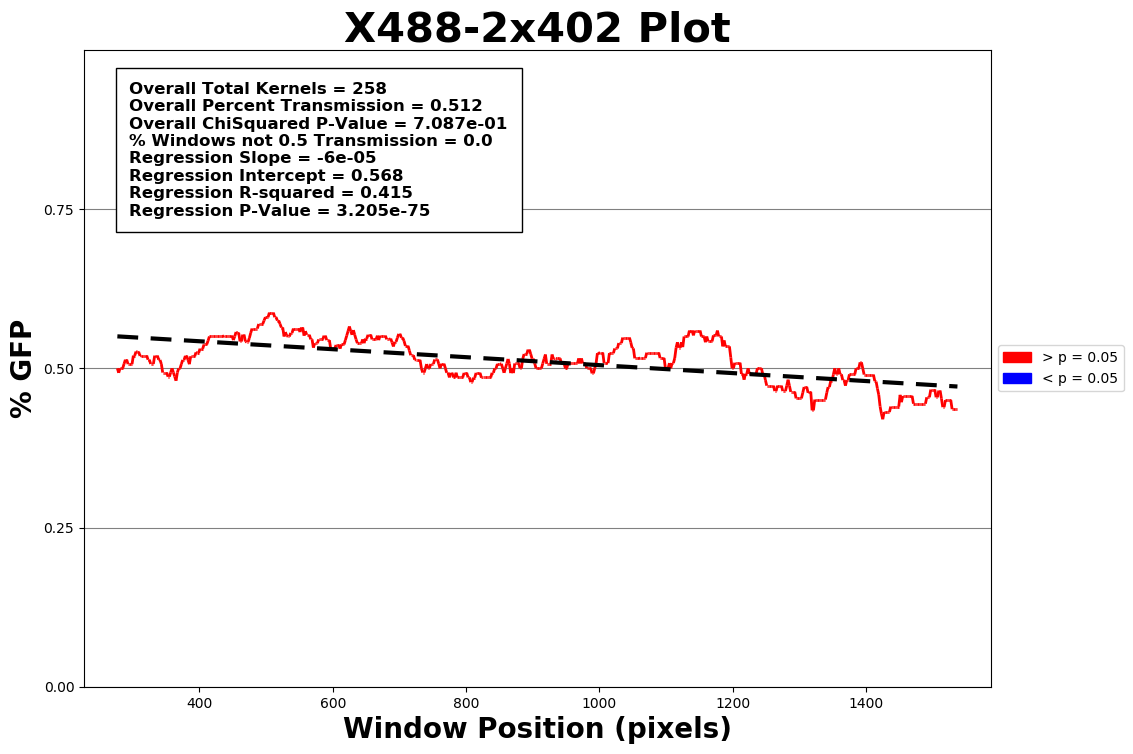 X488-2x402 Plot
Overall Total Kernels = 258
Overall Percent Transmission = 0.512
Overall ChiSquared P-Value = 7.087e-01
% Windows not 0.5 Transmission = 0.0
Regression Slope = -6e-05
Regression Intercept = 0.568
Regression R-squared = 0.415
Regression P-Value = 3.205e-75
0.75
0.50
0.25
0.00
% GFP
> p = 0.05
< p = 0.05
400 600 800 1000 1200 1400
Window Position (pixels)